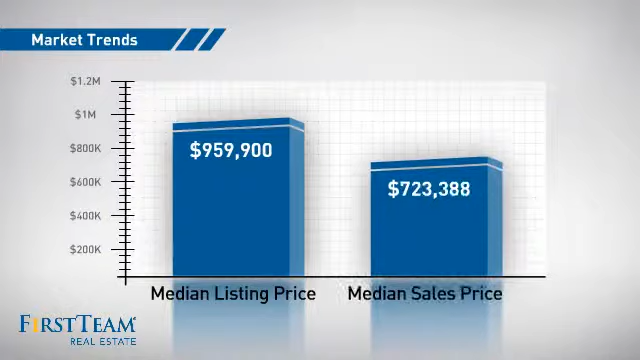 Market Trends
$1.2M
$1M
$800K
$600K
$400K
$200K
$959,900
$723,388
Median Listing Price
Median Sales Price
FIRSTTEAM®
REAL ESTATE